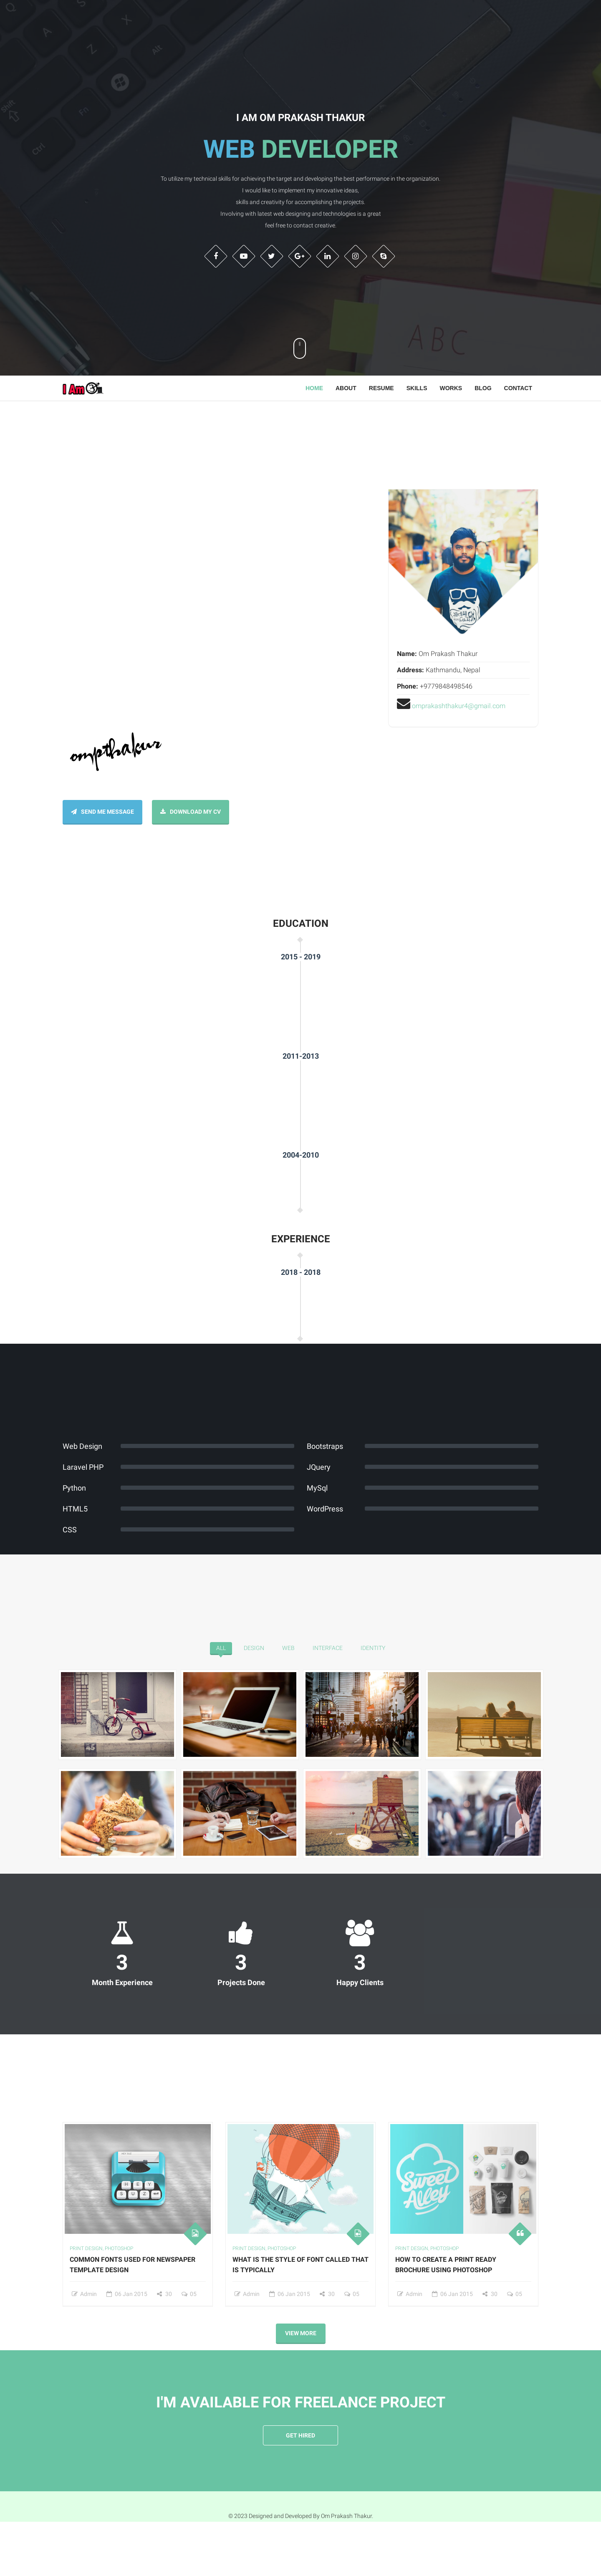 I AM OM PRAKASH THAKUR
WEB DEVELOPER
To utilize my technical skills for achieving the target and developing the best performance in the organization.
I would like to implement my innovative ideas,
skills and creativity for accomplishing the projects.
Involving with latest web designing and technologies is a great
feel free to contact creative.
I Am
HOME ABOUT RESUME SKILLS WORKS BLOG CONTACT
Name: Om Prakash Thakur
Address: Kathmandu, Nepal
Phone: +9779848498546
omprakashthakur4@gmail.com
ompthakur
SEND ME MESSAGE DOWNLOAD MY CV
EDUCATION
2015 - 2019
2011-2013
2004-2010
EXPERIENCE
2018 - 2018
Web Design Bootstraps
Laravel PHP JQuery
Python MySql
HTML5 WordPress
CSS
ALL DESIGN WEB INTERFACE IDENTITY
3 3 3
Month Experience Projects Done Happy Clients
Sweet Alley
PRINT DESIGN, PHOTOSHOP
COMMON FONTS USED FOR NEWSPAPER
TEMPLATE DESIGN
Admin 06 Jan 2015 30 05
PRINT DESIGN, PHOTOSHOP
WHAT IS THE STYLE OF FONT CALLED THAT
IS TYPICALLY
Admin 06 Jan 2015 30 05
PRINT DESIGN, PHOTOSHOP
HOW TO CREATE A PRINT READY
BROCHURE USING PHOTOSHOP
Admin 06 Jan 2015 30 05
VIEW MORE
I'M AVAILABLE FOR FREELANCE PROJECT
GET HIRED
© 2023 Designed and Developed By Om Prakash Thakur.